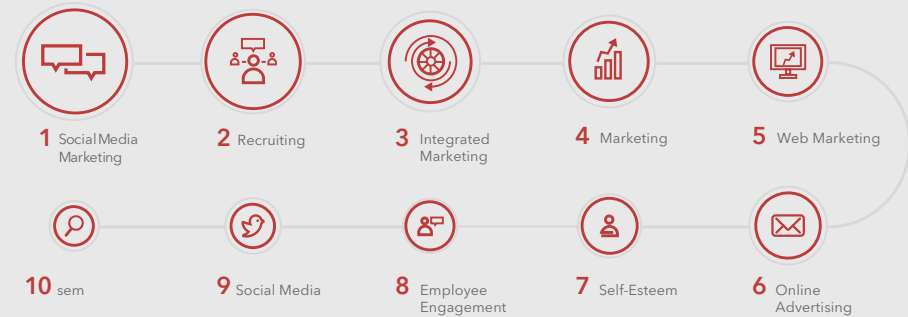 1 Social Media
Marketing
2 Recruiting
3 Integrated
Marketing
4 Marketing
5 Web Marketing
10 sem
9 Social Media
8 Employee
Engagement
7 Self-Esteem
6 Online
Advertising